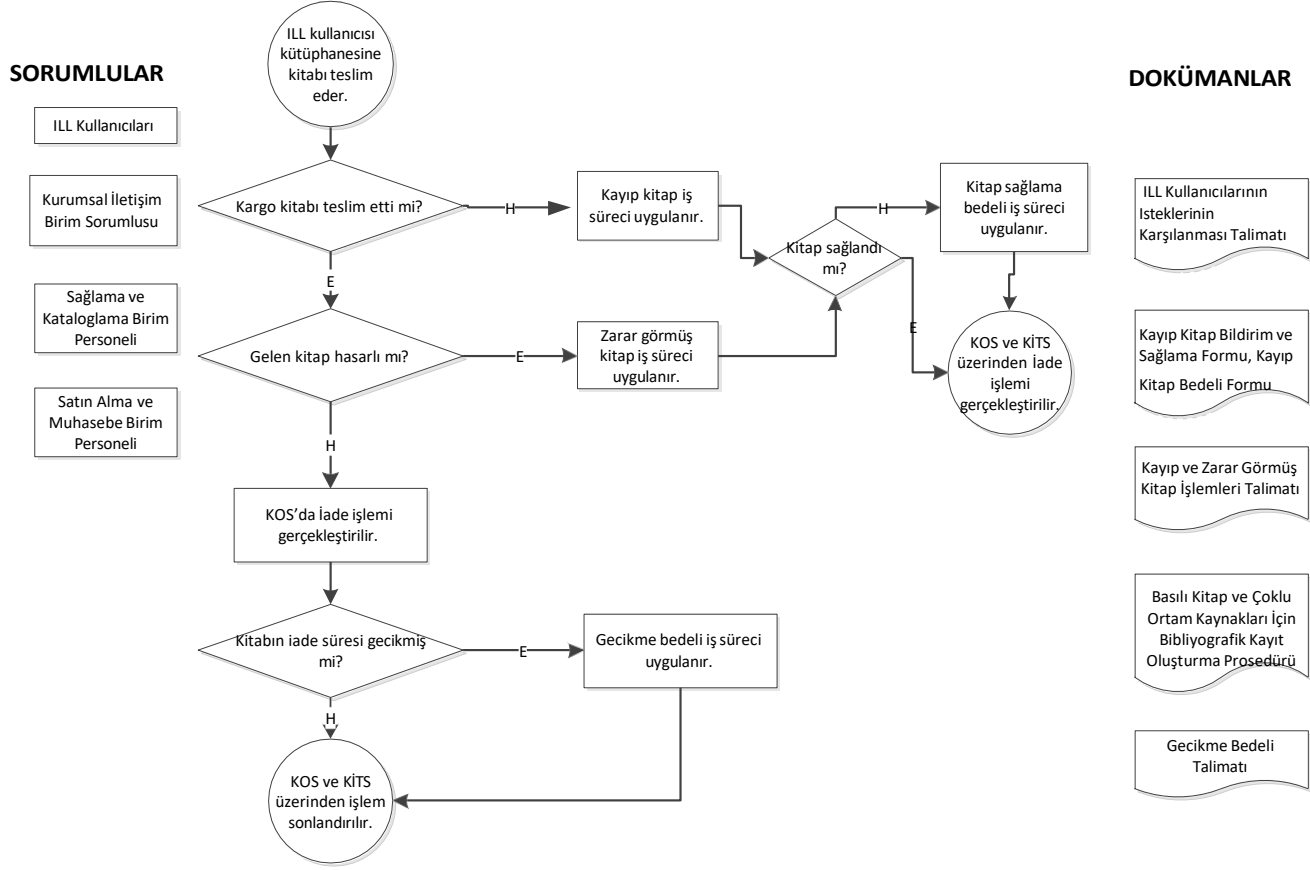 ILL kullanıcısı
kütüphanesine
kitabı teslim
eder.
SORUMLULAR
DOKÜMANLAR
ILL Kullanıcıları
Kurumsal İletişim
Birim Sorumlusu
Sağlama ve
Kataloglama Birim
Personeli
Satın Alma ve
Muhasebe Birim
Personeli
Kargo kitabı teslim etti mi?
H
Kayıp kitap iş
süreci uygulanır.
Kitap sağlandı
mı?
H
Kitap sağlama
bedeli iş süreci
uygulanır.
E
KOS ve KİTS
üzerinden İade
işlemi
gerçekleştirilir.
E
Gelen kitap hasarlı mı?
E
Zarar görmüş
kitap iş süreci
uygulanır.
H
KOS’da İade işlemi
gerçekleştirilir.
Kitabın iade süresi gecikmiş
mi?
E
Gecikme bedeli iş süreci
uygulanır.
H
KOS ve KİTS
üzerinden işlem
sonlandırılır.
ILL Kullanıcılarının
Isteklerinin
Karşılanması Talimatı
Kayıp Kitap Bildirim ve
Sağlama Formu, Kayıp
Kitap Bedeli Formu
Kayıp ve Zarar Görmüş
Kitap İşlemleri Talimatı
Basılı Kitap ve Çoklu
Ortam Kaynakları İçin
Bibliyografik Kayıt
Oluşturma Prosedürü
Gecikme Bedeli
Talimatı